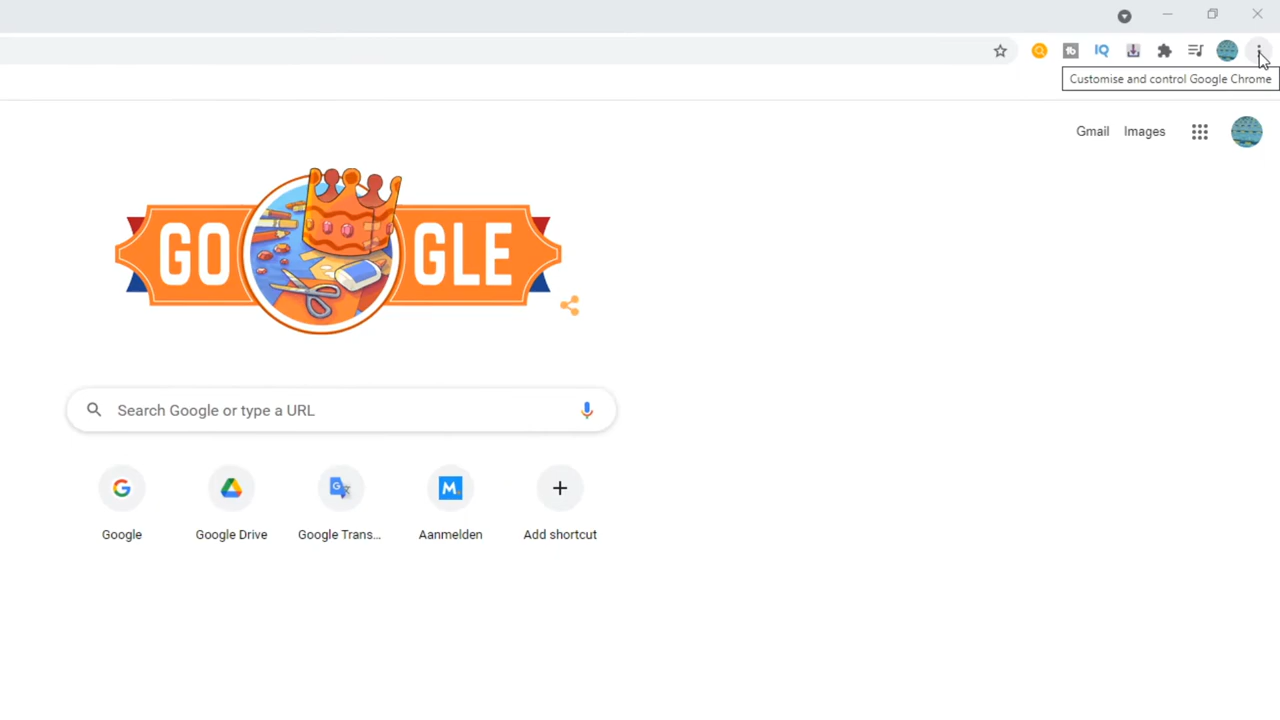 IQ
Customise and control Google Chrome
Gmail Images
GO GLE
Search Google or type a URL
Google Google Drive Google Trans... Aanmelden Add shortcut